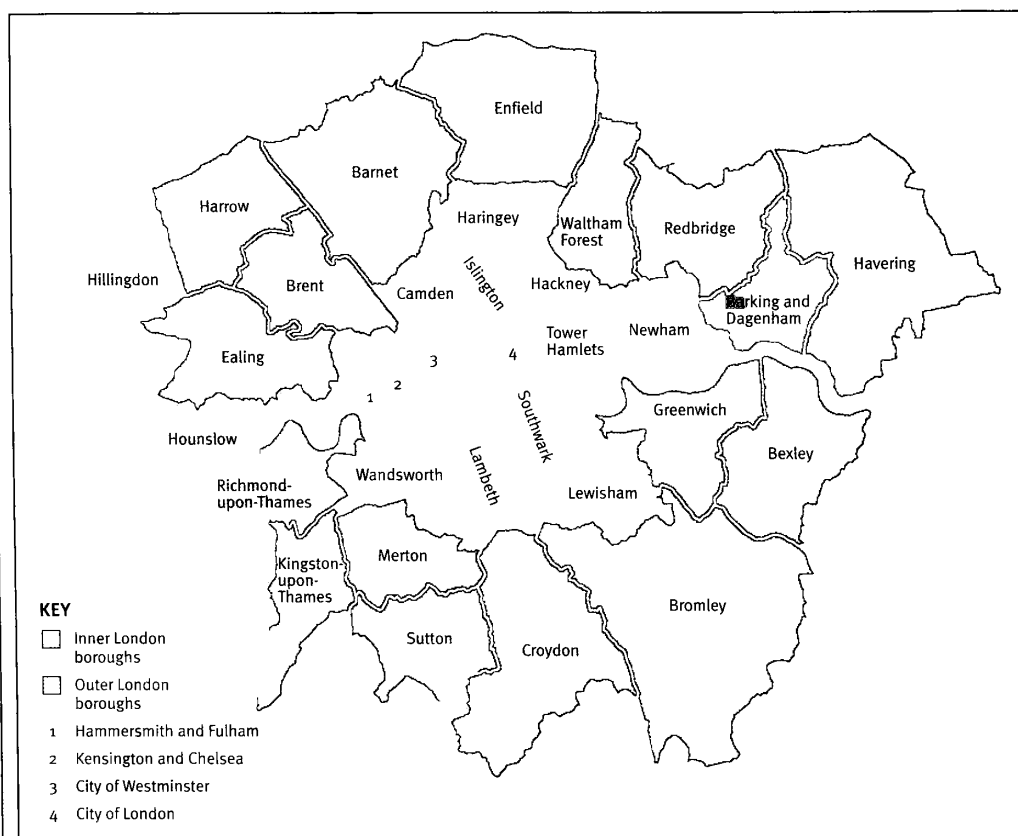 Enfield
Barnet
Harrow
Haringey
Waltham
Forest
Redbridge
Havering
Hillingdon
Brent
Camden
Islington
Hackney
Barking and
Dagenham
Ealing
Tower
Hamlets
Newham
3
4
2
1
Greenwich
Hounslow
Southwark
Bexley
Wandsworth
Lambeth
Richmond-
upon-Thames
Lewisham
Merton
Kingston-
upon-
Thames
Bromley
Sutton
Croydon
KEY
Inner London
boroughs
Outer London
boroughs
1 Hammersmith and Fulham
2 Kensington and Chelsea
3 City of Westminster
4 City of London